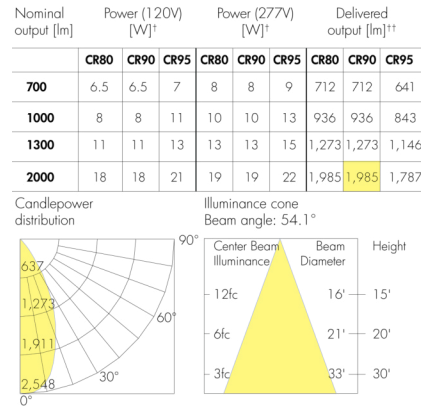 Nominal output [lm] Power (120V) [W]† Power (277V) [W]† Delivered output [lm]††
CR80 CR90 CR95 CR80 CR90 CR95 CR80 CR90 CR95
700 6.5 6.5 7 8 8 9 712 712 641
1000 8 8 11 10 10 13 936 936 843
1300 11 11 13 13 13 15 1,273 1,273 1,146
2000 18 18 21 19 19 22 1,985 1,985 1,787
Candlepower
distribution
90°
637
1,273
60°
1,911
30°
2,548
0°
Illuminance cone
Beam angle: 54.1°
Center Beam Beam Height
Illuminance Diameter
12fc 16' 15'
6fc 21' 20'
3fc 33' 30'